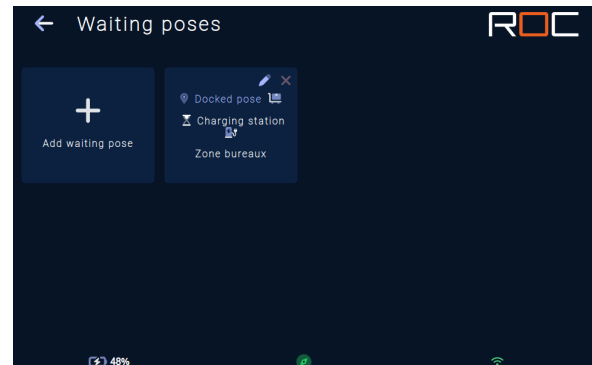 Waiting poses
ROC
Add waiting pose
Docked pose
Charging station
Zone bureaux
48%